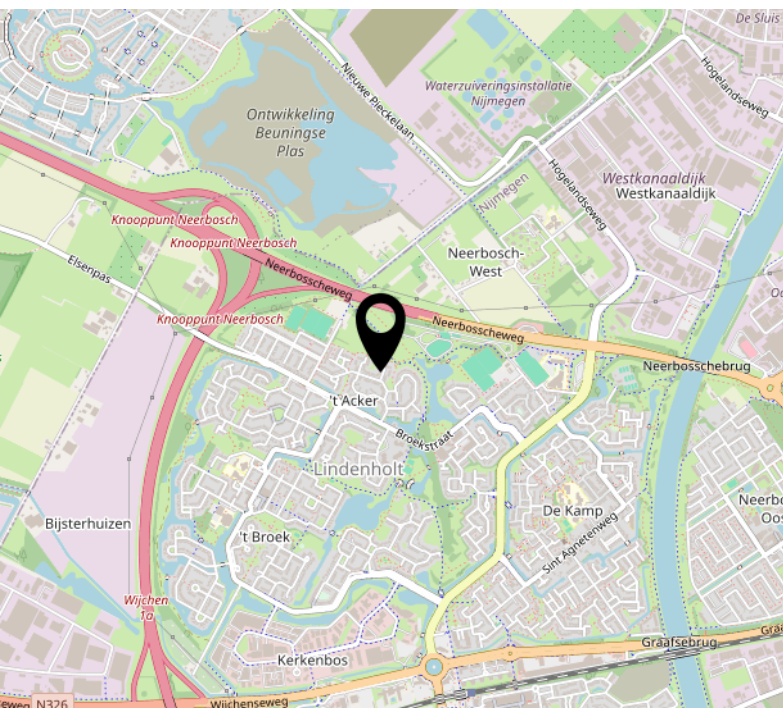 De Sluis
Nieuwe Pieckelaan
Hogelandseweg
Waterzuiveringsinstallatie
Nijmegen
Ontwikkeling
Beuningse
Plas
Westkanaaldijk
Westkanaaldijk
Hogelandseweg
Nijmegen
Knooppunt Neerbosch
Knooppunt Neerbosch
Neerbosch-
West
Elsenpas
Neerbosscheweg
Knooppunt Neerbosch
Neerbosscheweg
Neerbosschebrug
't Acker
Broekstraat
Lindenholt
De Kamp
Bijsterhuizen
't Broek
Sint Agnetenweg
Wijchen
1a
Graafsebrug
Kerkenbos
N326
Wijchenseweg